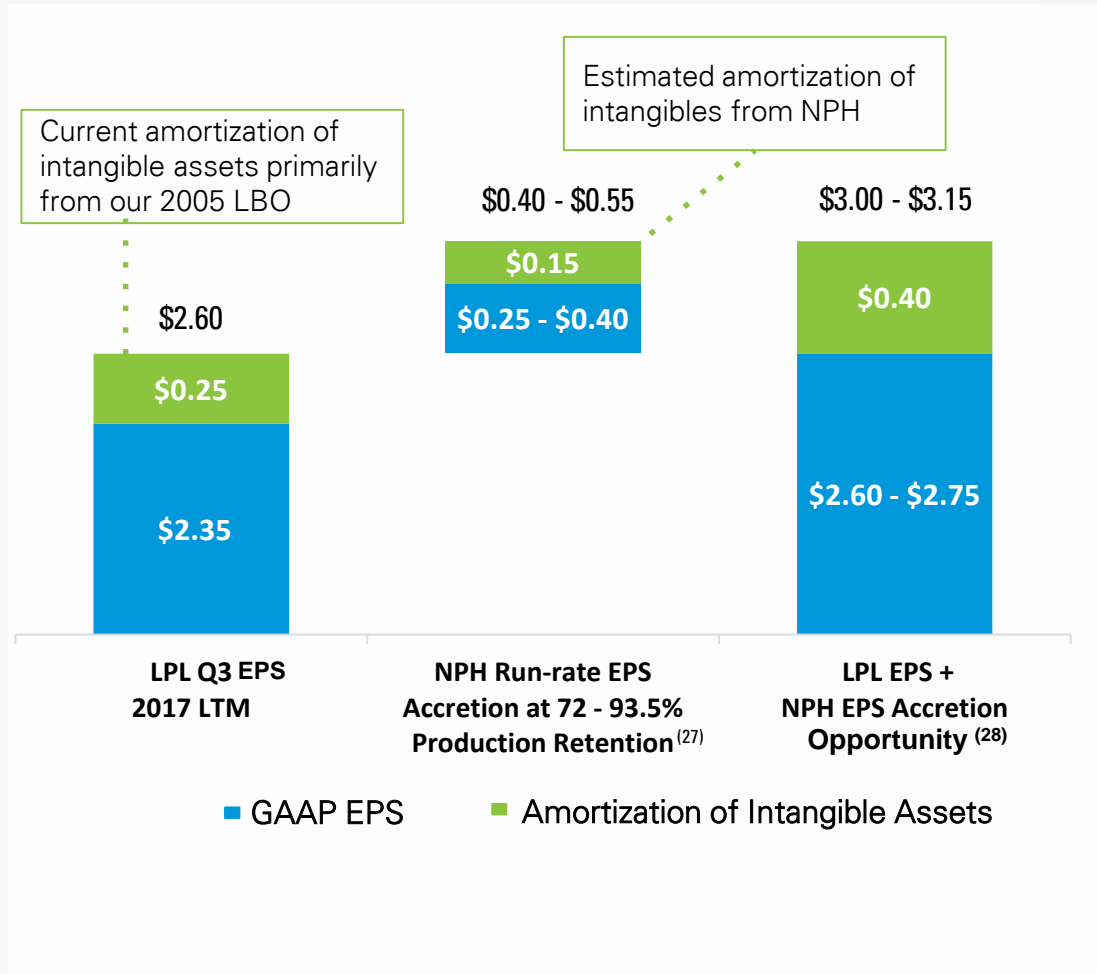 Estimated amortization of
intangibles from NPH
Current amortization of
intangible assets primarily
from our 2005 LBO
$0.40 - $0.55
$3.00 - $3.15
$0.15
$0.40
$2.60
$0.25 - $0.40
$0.25
$2.60 - $2.75
$2.35
LPL Q3 EPS
2017 LTM
NPH Run-rate EPS
Accretion at 72 - 93.5%
Production Retention (27)
LPL EPS +
NPH EPS Accretion
Opportunity (28)
GAAP EPS
Amortization of Intangible Assets